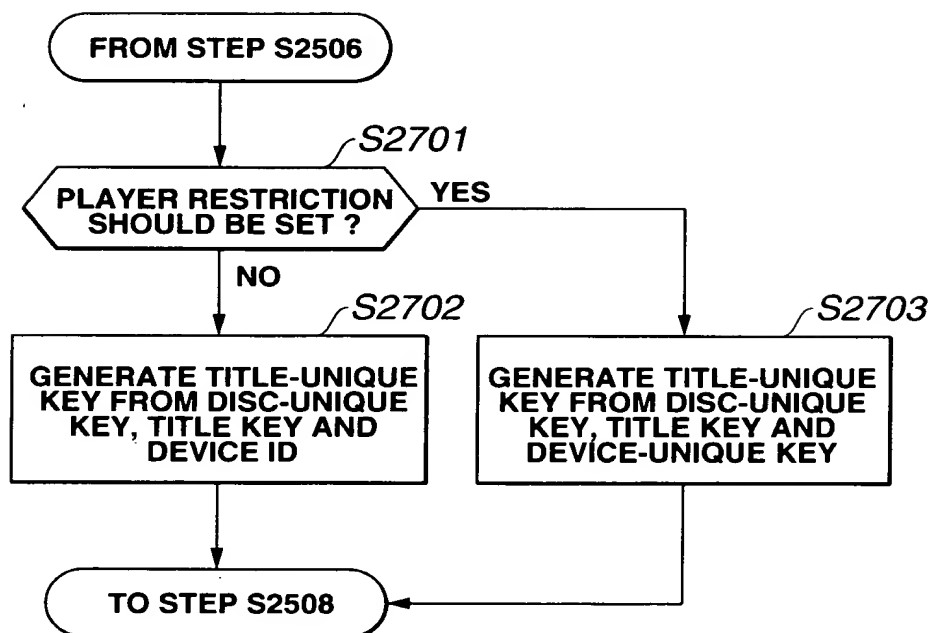 FROM STEP S2506
S2701
PLAYER RESTRICTION
SHOULD BE SET ?
YES
NO
S2702
GENERATE TITLE-UNIQUE
KEY FROM DISC-UNIQUE
KEY, TITLE KEY AND
DEVICE ID
S2703
GENERATE TITLE-UNIQUE
KEY FROM DISC-UNIQUE
KEY, TITLE KEY AND
DEVICE-UNIQUE KEY
TO STEP S2508